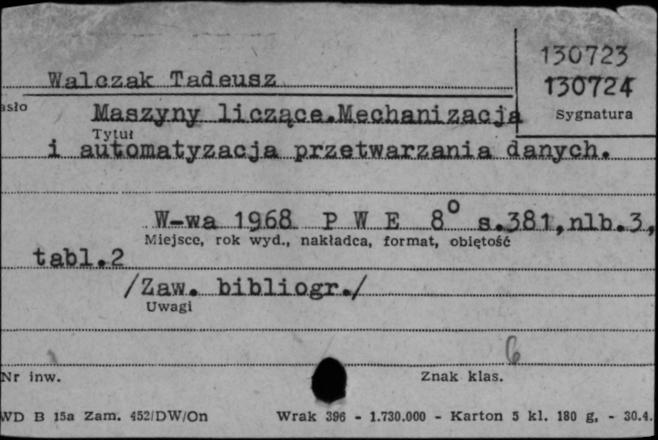 130723
Walczak Tadeusz 130724
asło Sygnatura
Maszyny liczące.Mechanizacja
Tytuł
i automatyzacja przetwarzania danych.
W-wa 1968 P W E 8° s.381,nlb.3,
Miejsce, rok wyd., nakładca, format, objętość
tabl.2
/Zaw. bibliogr./
Uwagi
6
Nr inw. Znak klas.
WD B 15a Zam. 452/DW/On Wrak 396 - 1.730.000 - Karton 5 kl. 180 g. - 30.4.